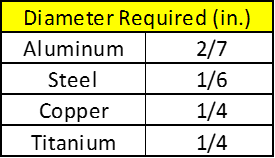 Diameter Required (in.)
Aluminum 2/7
Steel 1/6
Copper 1/4
Titanium 1/4